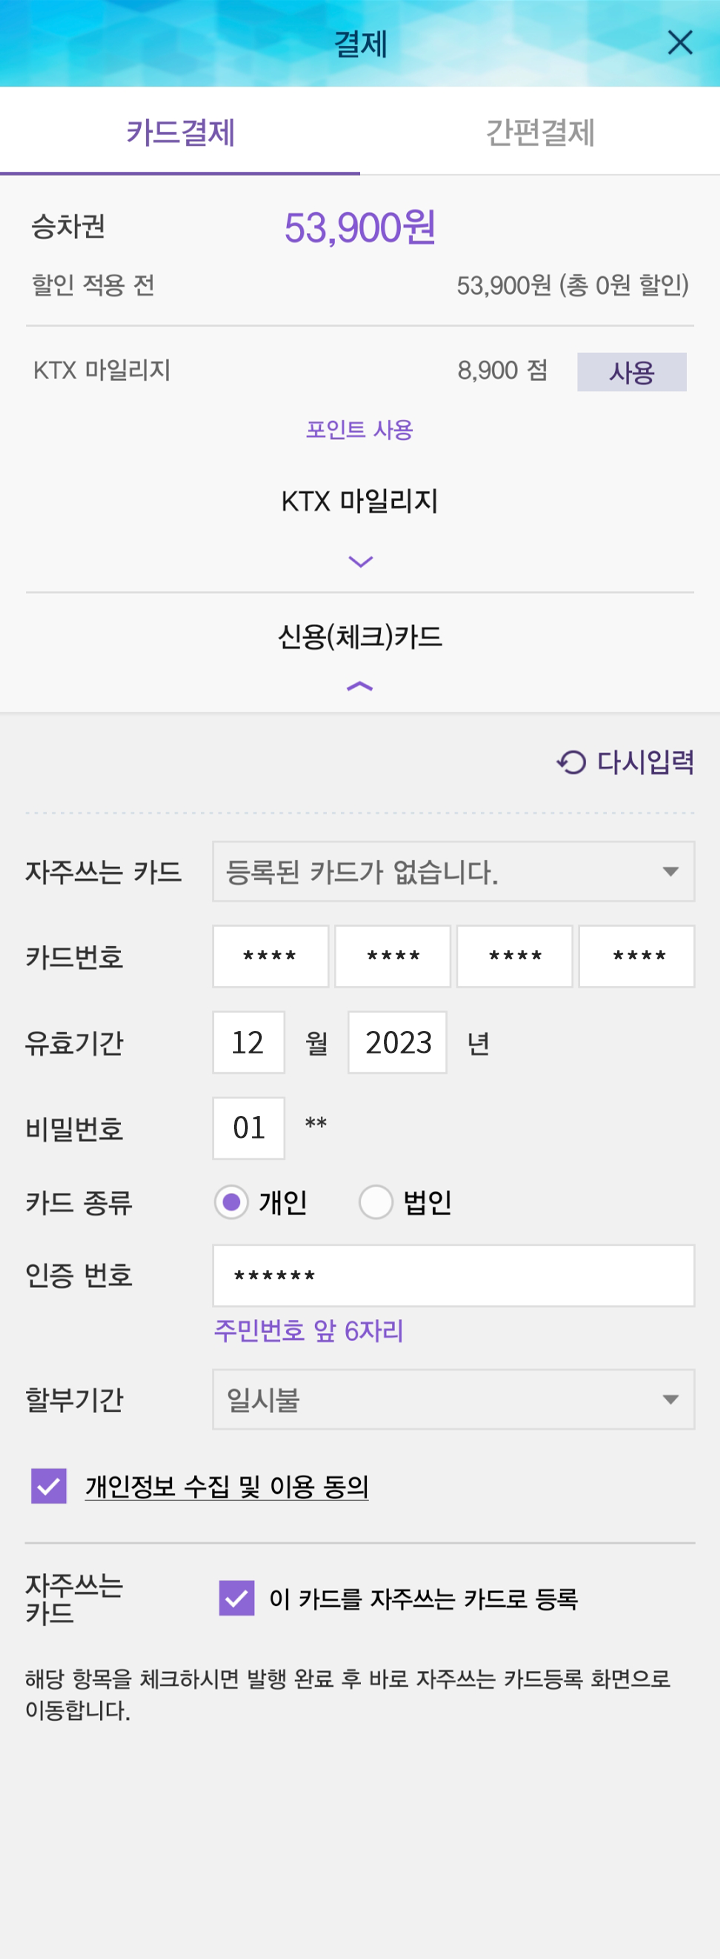 결제
카드결제 간편결제
승차권 53,900원
할인 적용 전 53,900원 (총 0원 할인)
KTX 마일리지 8,900 점 사용
포인트 사용
KTX 마일리지
신용(체크)카드
다시입력
자주쓰는 카드 등록된 카드가 없습니다.
카드번호 **** **** **** ****
유효기간 12 월 2023 년
비밀번호 01 **
카드 종류 개인 법인
인증 번호 ******
주민번호 앞 6자리
할부기간 일시불
개인정보 수집 및 이용 동의
자주쓰는
카드
이 카드를 자주쓰는 카드로 등록
해당 항목을 체크하시면 발행 완료 후 바로 자주쓰는 카드등록 화면으로
이동합니다.